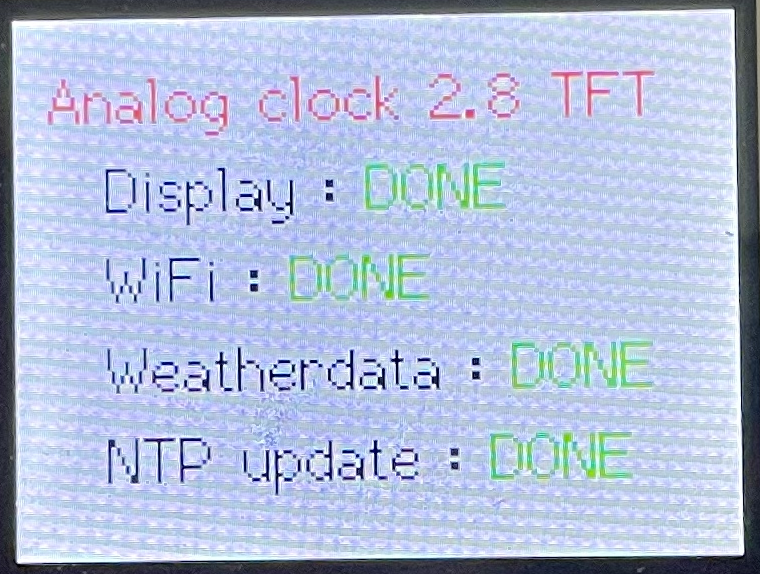 Analog clock 2.8 TFT
Display : DONE
WiFi : DONE
Weatherdata : DONE
NTP update : DONE